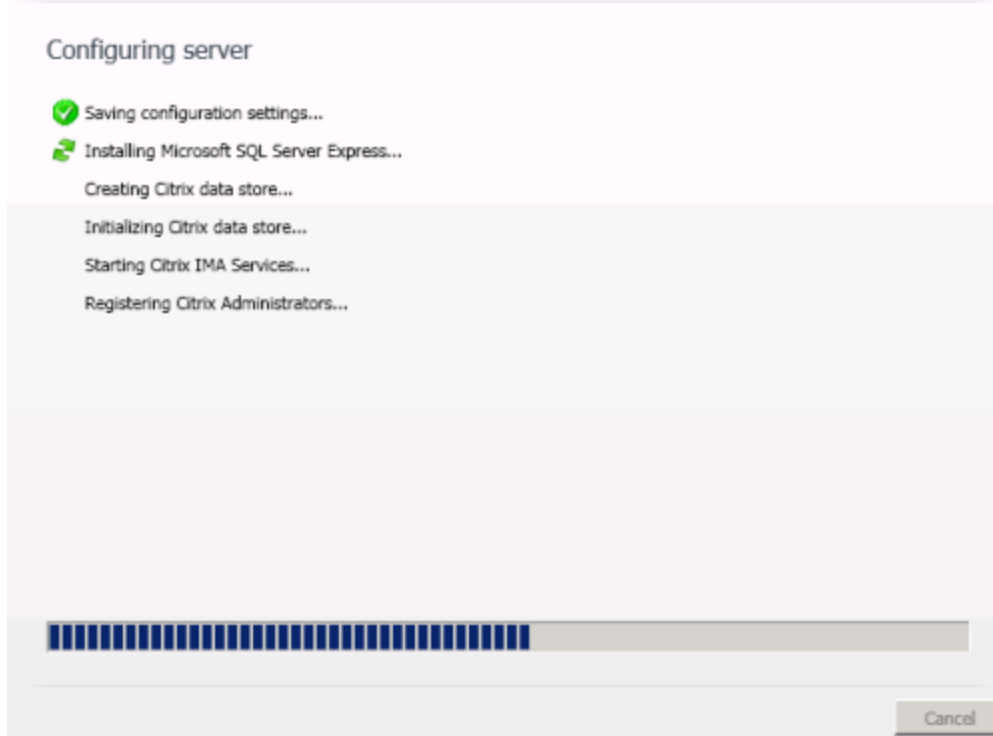 Configuring server
Saving configuration settings...
Installing Microsoft SQL Server Express...
Creating Citrix data store...
Initializing Citrix data store...
Starting Citrix IMA Services...
Registering Citrix Administrators...
Cancel